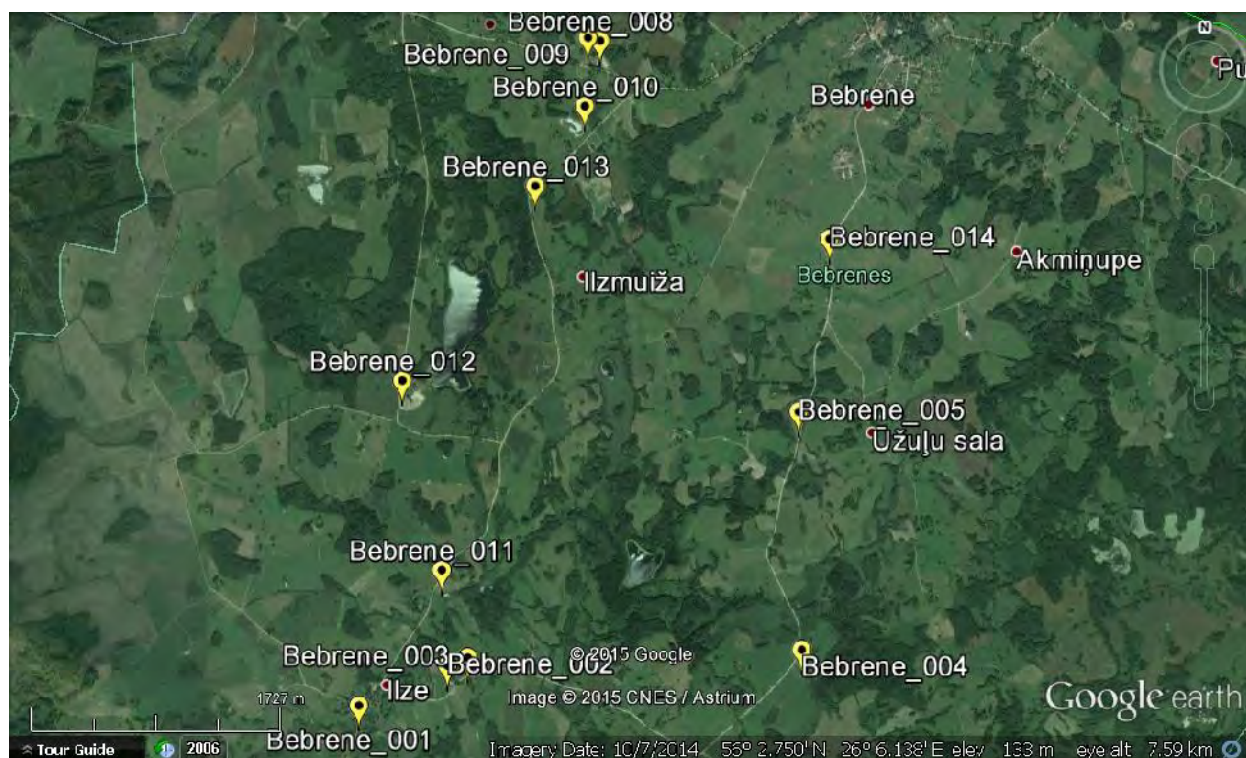 Bebrene_008
N
Bebrene_009
Pu
Bebrene_010
Bebrene
Bebrene_013
Bebrene_014
Akmiņupe
Bebrenes
Ilzmuiža
Bebrene_012
Bebrene_005
Ūžuļu sala
Bebrene_011
Bebrene_003
Bebrene_002
© 2015 Google
Bebrene_004
Ilze
1727 m
Image © 2015 CNES / Astrium
Google earth
Bebrene_001
Tour Guide
2006
Imagery Date: 10/7/2014 56° 2.750' N 26° 6.138' E elev 133 m eye alt 7.59 km